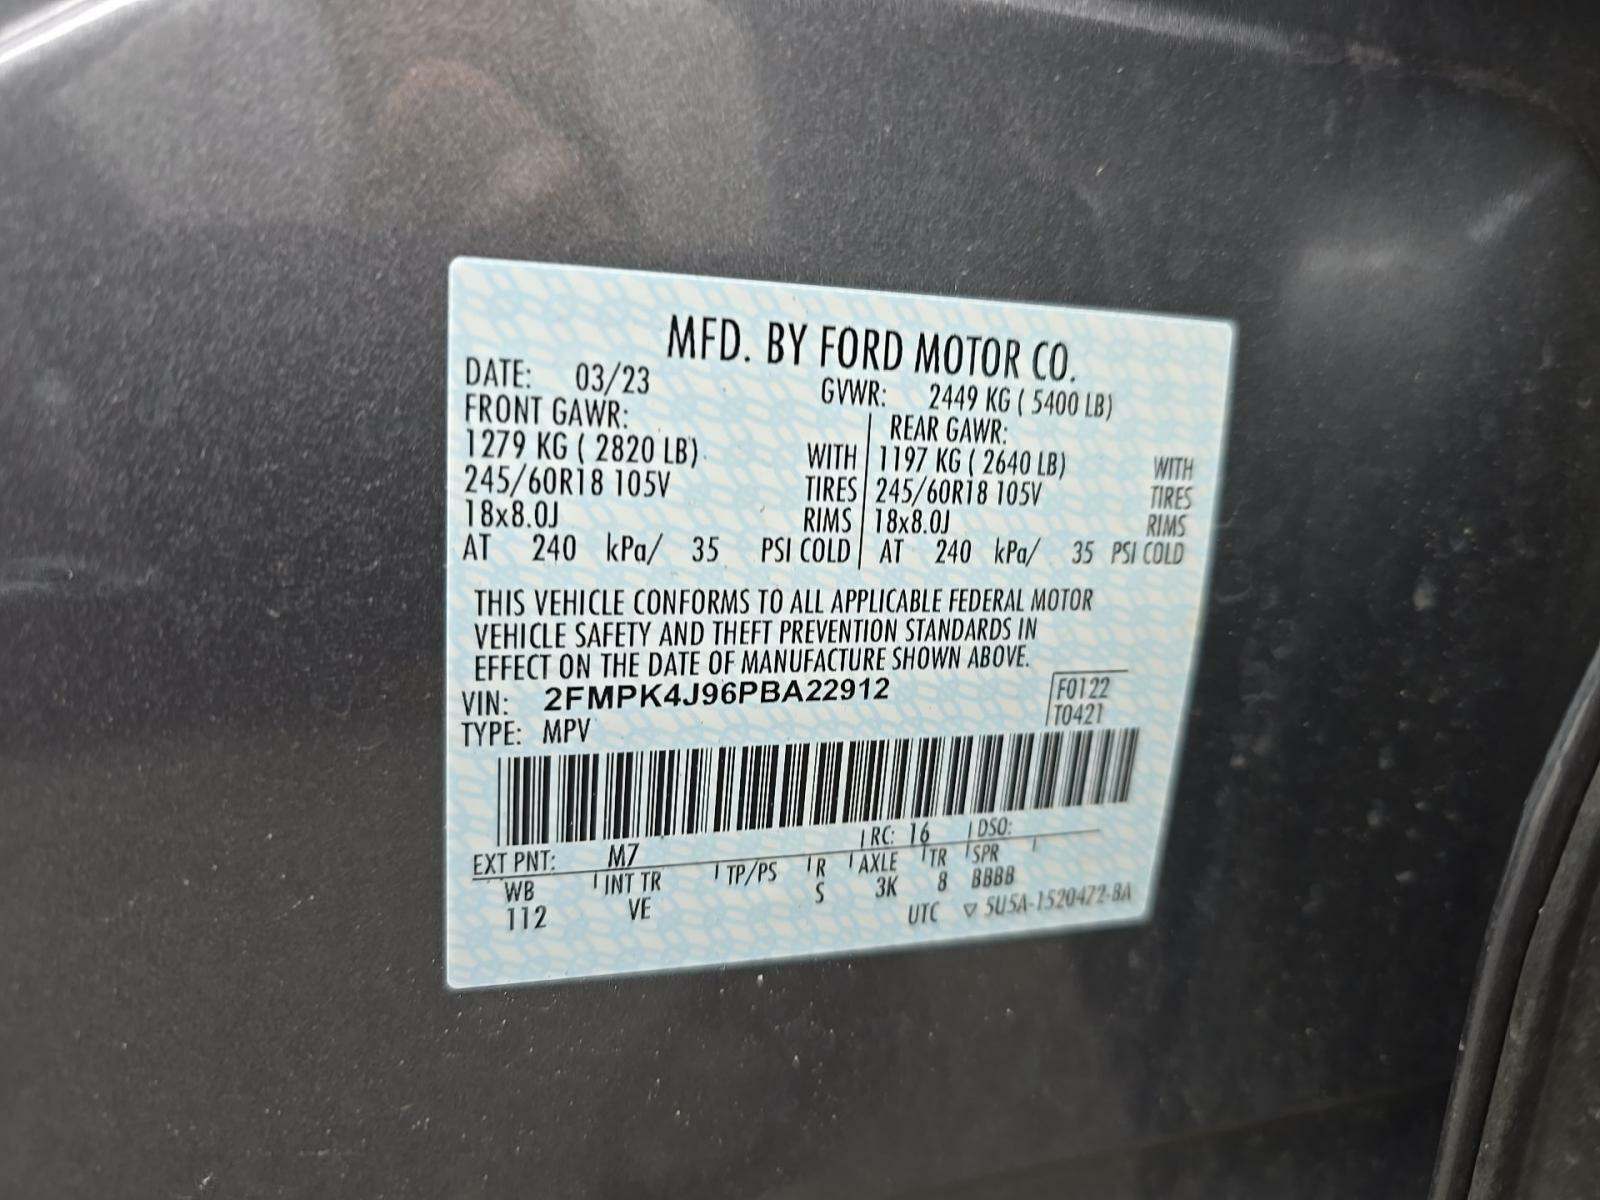 MFD. BY FORD MOTOR CO.
DATE: 03/23 GVWR: 2449 KG ( 5400 LB)
FRONT GAWR: REAR GAWR:
1279 KG ( 2820 LB) WITH 1197 KG ( 2640 LB) WITH
245/60R18 105V TIRES 245/60R18 105V TIRES
18x8.0J RIMS 18x8.0J RIMS
AT 240 kPa/ 35 PSI COLD AT 240 kPa/ 35 PSI COLD
THIS VEHICLE CONFORMS TO ALL APPLICABLE FEDERAL MOTOR
VEHICLE SAFETY AND THEFT PREVENTION STANDARDS IN
EFFECT ON THE DATE OF MANUFACTURE SHOWN ABOVE.
VIN: 2FMPK4J96PBA22912 F0122
TYPE: MPV T0421
EXT PNT: M7 RC: 16 DSO:
WB INT TR TP/PS R AXLE TR SPR
112 VE S 3K 8 BBBB
UTC ▽ 5U5A-1520472-BA